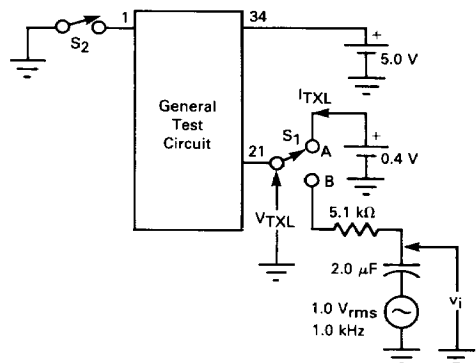 1
34
S2
+
5.0 V
General
Test
Circuit
ITXL
S1
21
A
+
0.4 V
B
VTXL
5.1 kΩ
2.0 μF
vi
1.0 Vrms
1.0 kHz